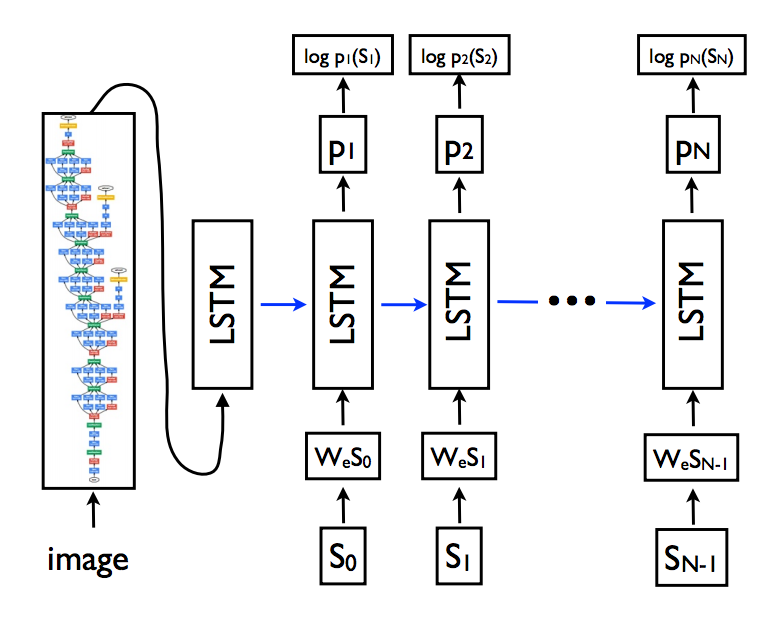 log p₁(S₁)
log p₂(S₂)
log pN(SN)
p₁
p₂
pN
LSTM
LSTM
LSTM
•••
LSTM
WeS₀
WeS₁
WeSN-1
image
S₀
S₁
SN-1